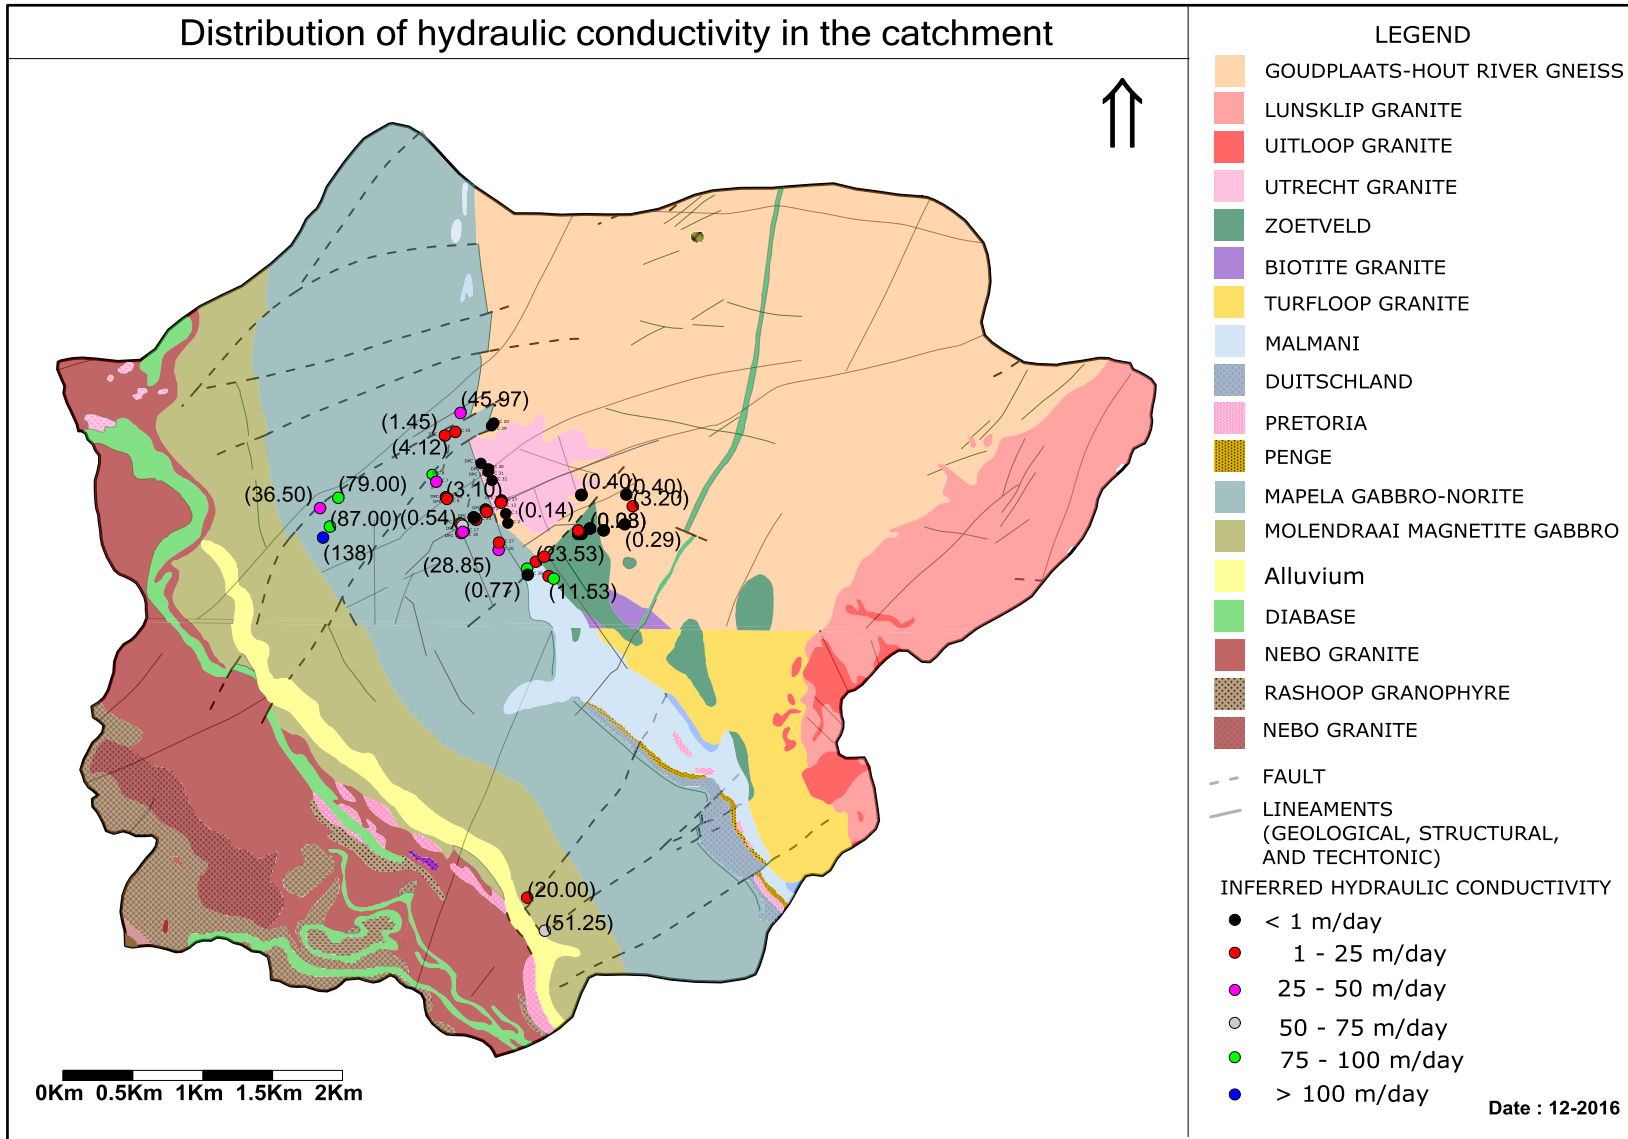 Distribution of hydraulic conductivity in the catchment
(45.97)
(1.45)
(4.12)
(79.00)
(36.50)
(3.10)
(0.40)
(0.40)
(3.20)
(87.00)
(0.54)
(0.14)
(0.29)
(138)
(23.53)
(28.85)
(0.77)
(11.53)
(20.00)
(51.25)
0Km 0.5Km 1Km 1.5Km 2Km
LEGEND
GOUDPLAATS-HOUT RIVER GNEISS
LUNSKLIP GRANITE
UITLOOP GRANITE
UTRECHT GRANITE
ZOETVELD
BIOTITE GRANITE
TURFLOOP GRANITE
MALMANI
DUITSCHLAND
PRETORIA
PENGE
MAPELA GABBRO-NORITE
MOLENDRAAI MAGNETITE GABBRO
Alluvium
DIABASE
NEBO GRANITE
RASHOOP GRANOPHYRE
NEBO GRANITE
FAULT
LINEAMENTS
(GEOLOGICAL, STRUCTURAL,
AND TECHTONIC)
INFERRED HYDRAULIC CONDUCTIVITY
< 1 m/day
1 - 25 m/day
25 - 50 m/day
50 - 75 m/day
75 - 100 m/day
> 100 m/day
Date : 12-2016